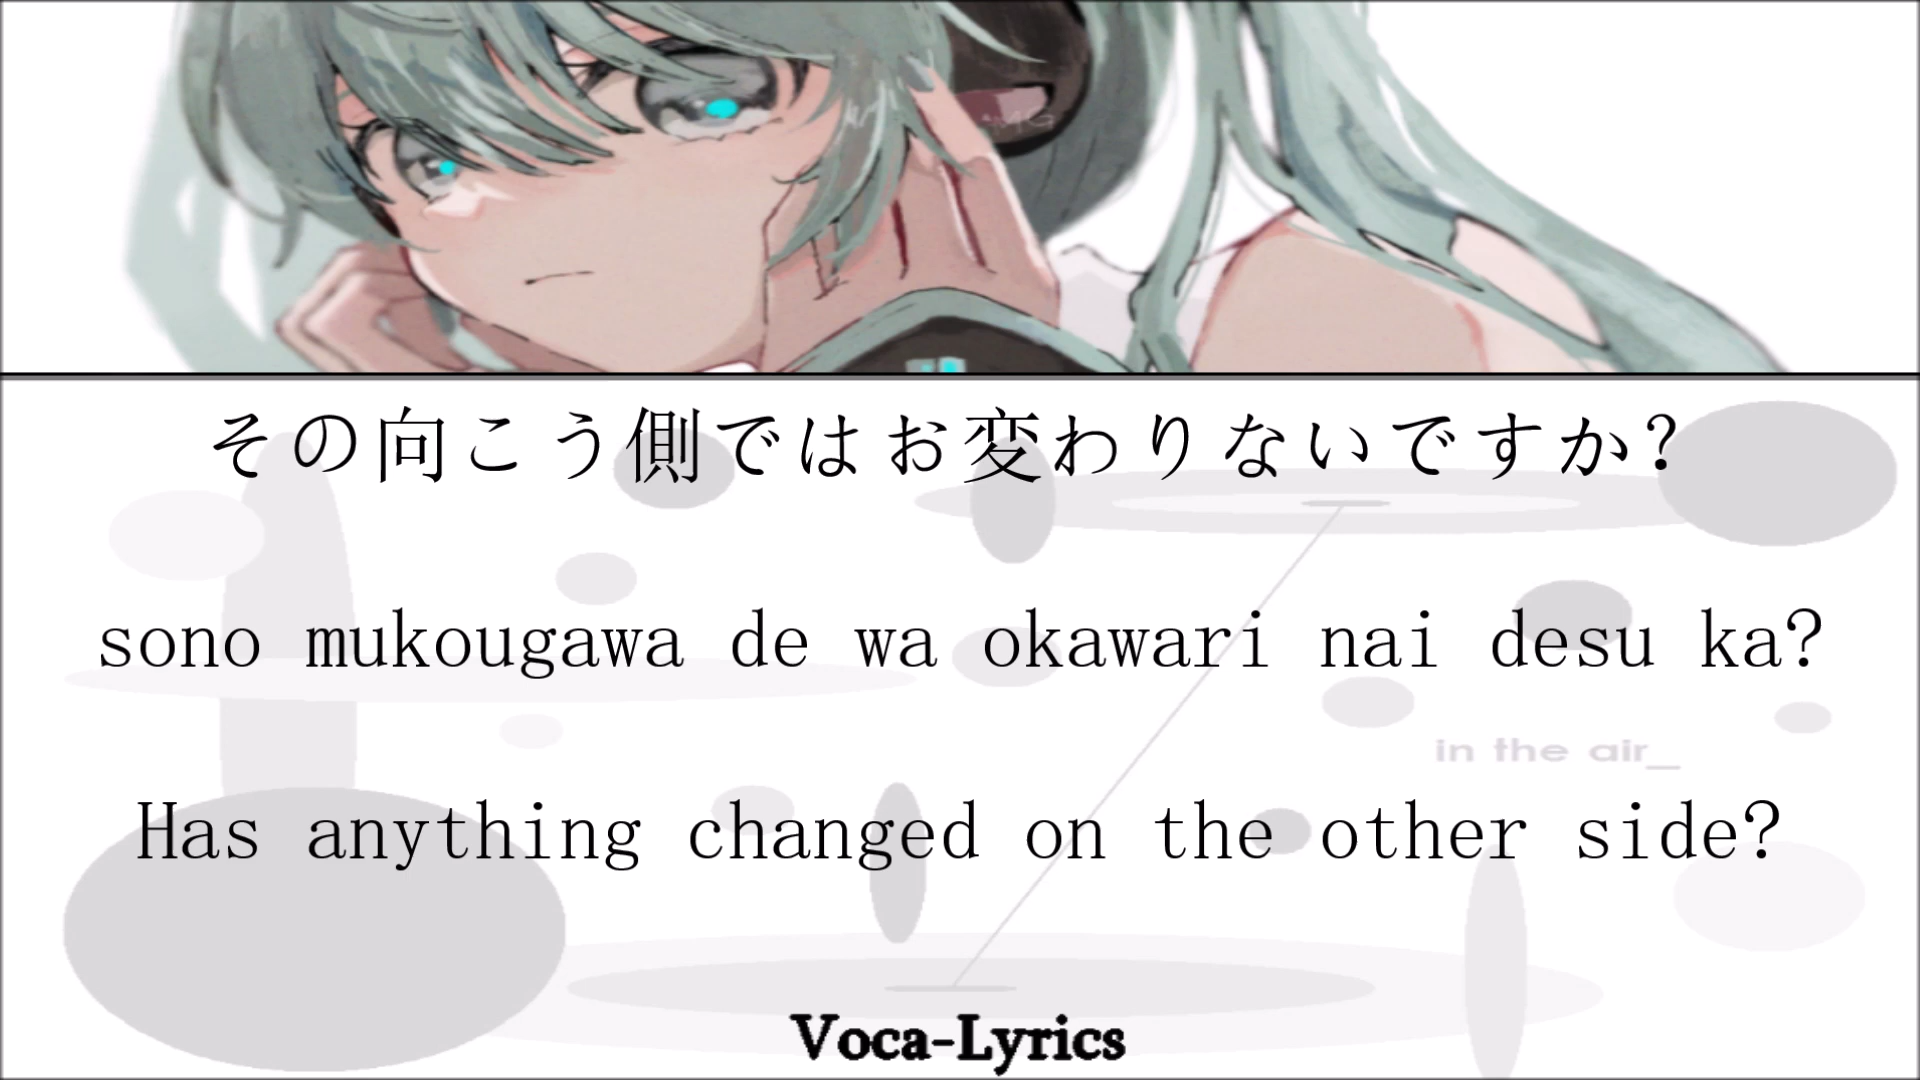 その向こう側ではお変わりないですか?
sono mukougawa de wa okawari nai desu ka?
in the air_
Has anything changed on the other side?
Voca-Lyrics